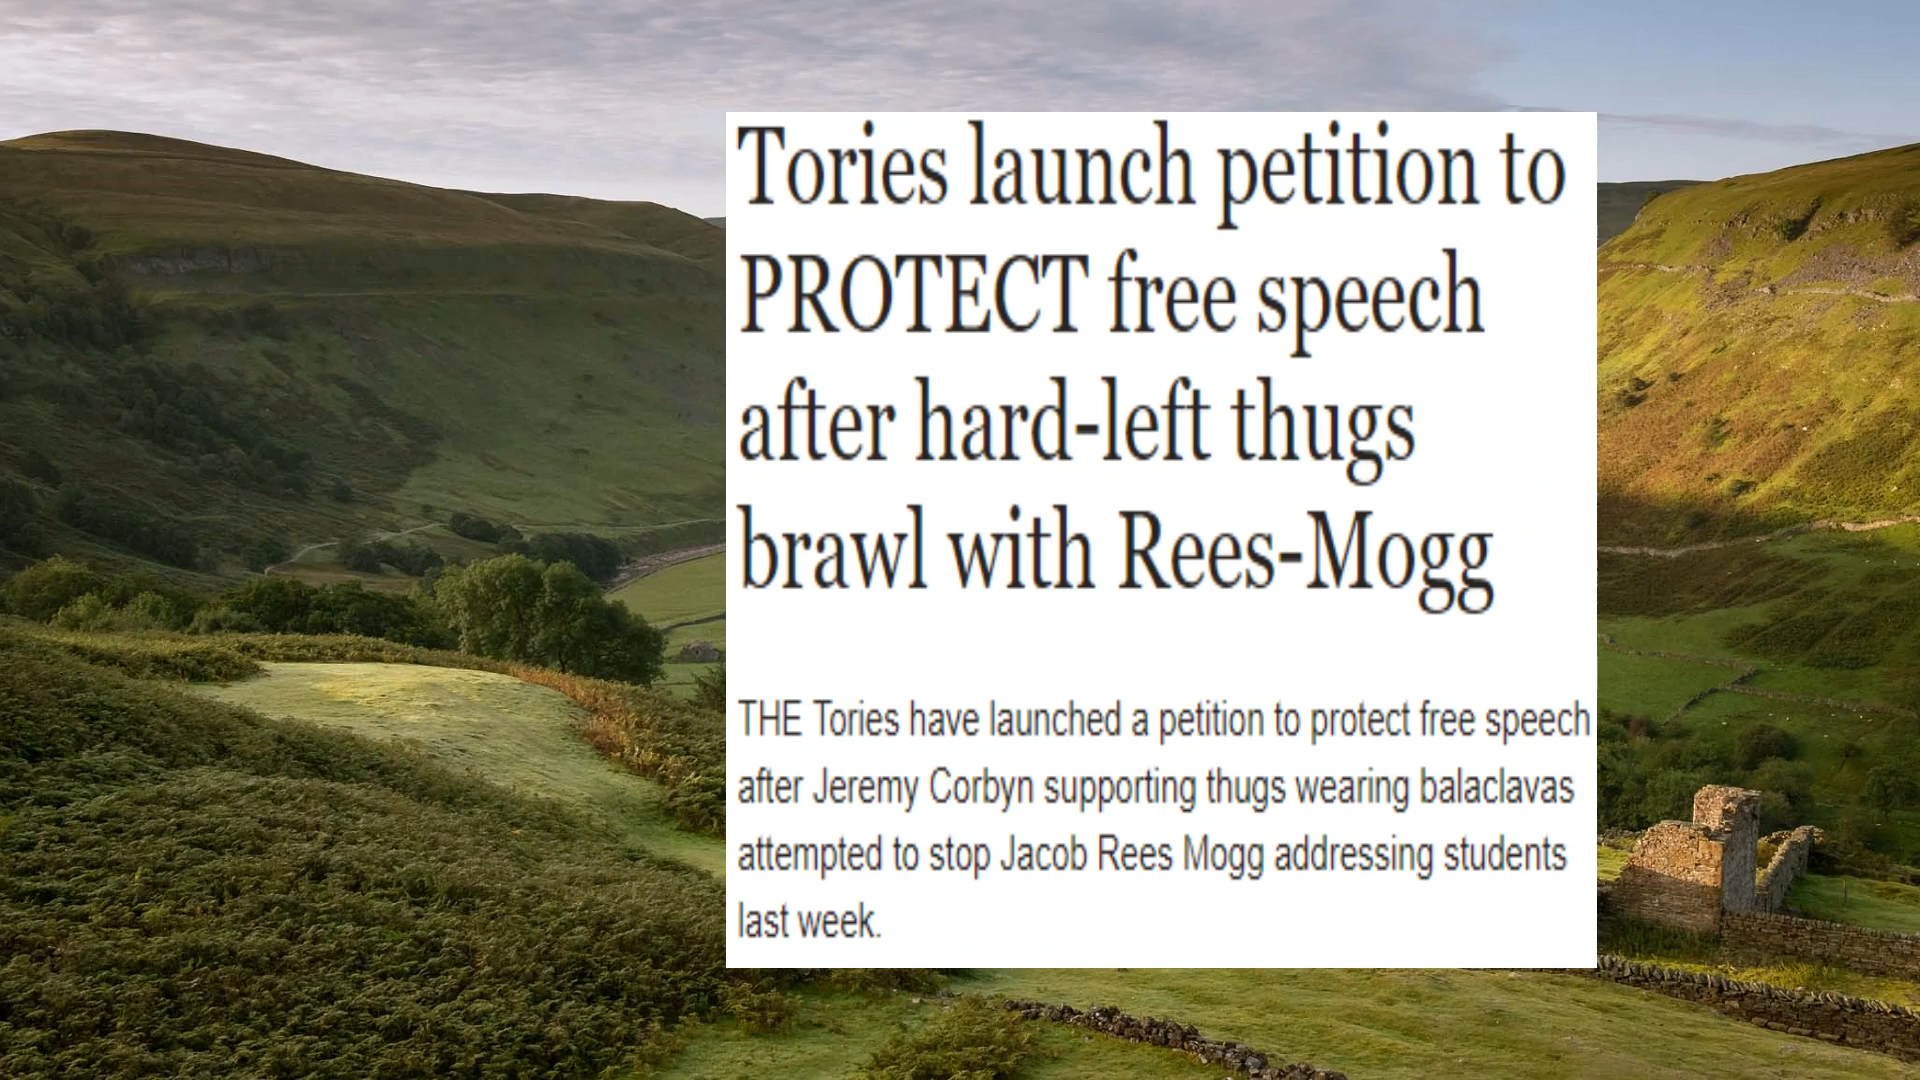 Tories launch petition to
PROTECT free speech
after hard-left thugs
brawl with Rees-Mogg
THE Tories have launched a petition to protect free speech
after Jeremy Corbyn supporting thugs wearing balaclavas
attempted to stop Jacob Rees Mogg addressing students
last week.